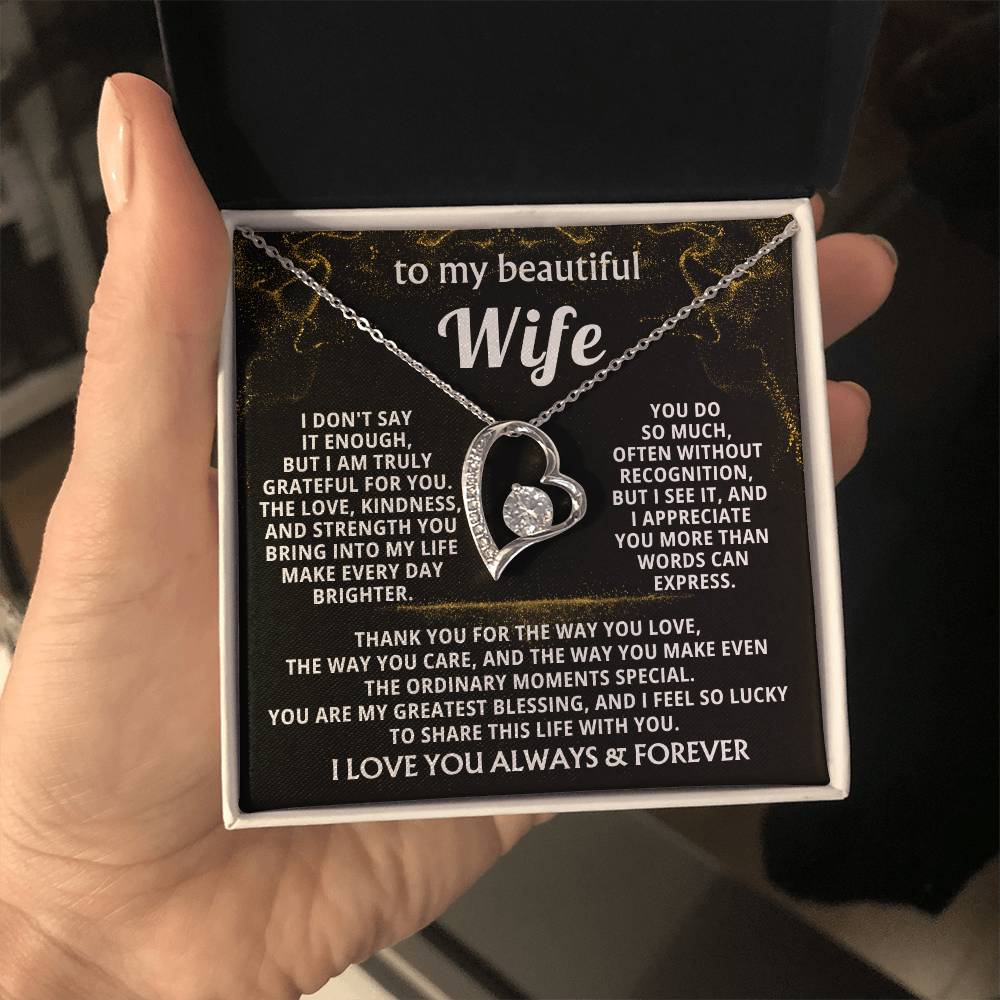 to my beautiful
Wife
I DON'T SAY
IT ENOUGH,
BUT I AM TRULY
GRATEFUL FOR YOU.
THE LOVE, KINDNESS,
AND STRENGTH YOU
BRING INTO MY LIFE
MAKE EVERY DAY
BRIGHTER.
YOU DO
SO MUCH,
OFTEN WITHOUT
RECOGNITION,
BUT I SEE IT, AND
I APPRECIATE
YOU MORE THAN
WORDS CAN
EXPRESS.
THANK YOU FOR THE WAY YOU LOVE,
THE WAY YOU CARE, AND THE WAY YOU MAKE EVEN
THE ORDINARY MOMENTS SPECIAL.
YOU ARE MY GREATEST BLESSING, AND I FEEL SO LUCKY
TO SHARE THIS LIFE WITH YOU.
I LOVE YOU ALWAYS & FOREVER